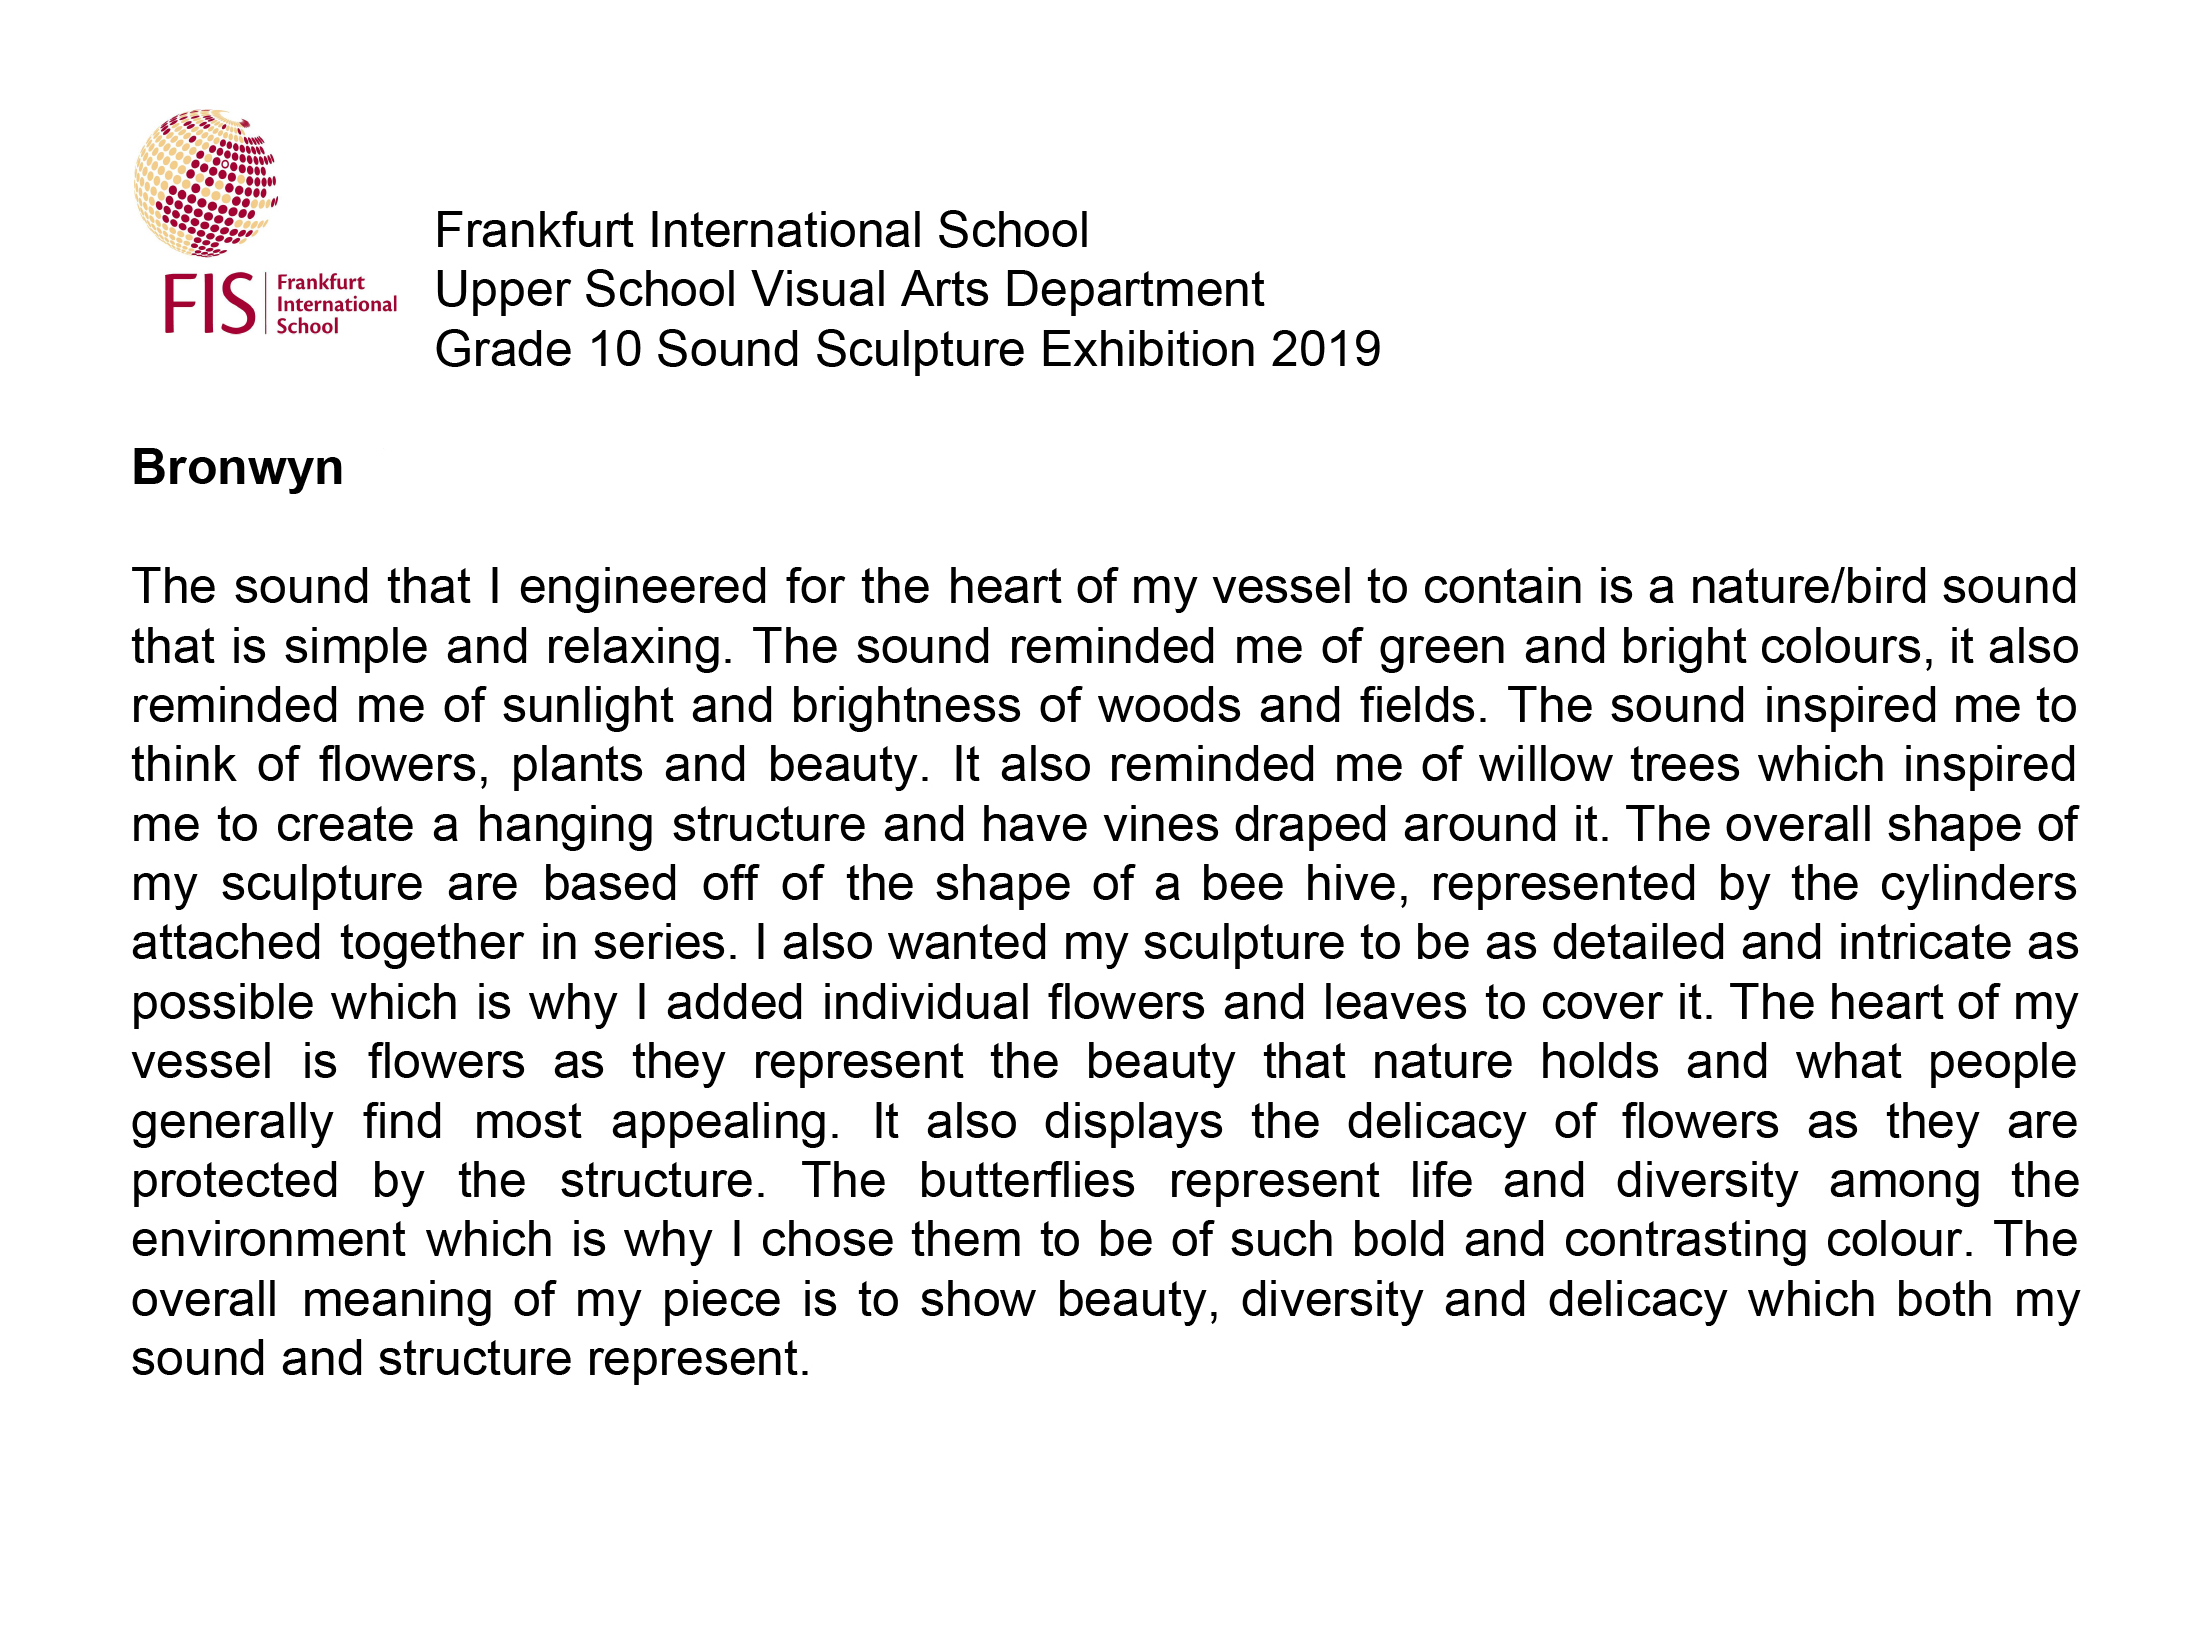 FIS
Frankfurt
International
School
Frankfurt International School
Upper School Visual Arts Department
Grade 10 Sound Sculpture Exhibition 2019
Bronwyn
The sound that I engineered for the heart of my vessel to contain is a nature/bird sound
that is simple and relaxing. The sound reminded me of green and bright colours, it also
reminded me of sunlight and brightness of woods and fields. The sound inspired me to
think of flowers, plants and beauty. It also reminded me of willow trees which inspired
me to create a hanging structure and have vines draped around it. The overall shape of
my sculpture are based off of the shape of a bee hive, represented by the cylinders
attached together in series. I also wanted my sculpture to be as detailed and intricate as
possible which is why I added individual flowers and leaves to cover it. The heart of my
vessel is flowers as they represent the beauty that nature holds and what people
generally find most appealing. It also displays the delicacy of flowers as they are
protected by the structure. The butterflies represent life and diversity among the
environment which is why I chose them to be of such bold and contrasting colour. The
overall meaning of my piece is to show beauty, diversity and delicacy which both my
sound and structure represent.